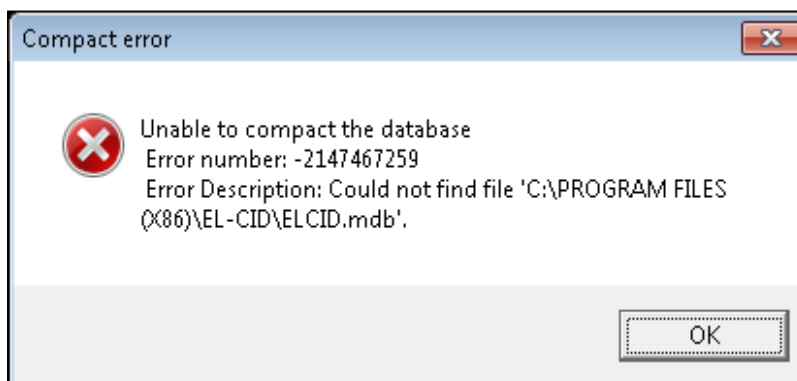 Compact error
Unable to compact the database
Error number: -2147467259
Error Description: Could not find file 'C:\PROGRAM FILES
(X86)\EL-CID\ELCID.mdb'.
OK